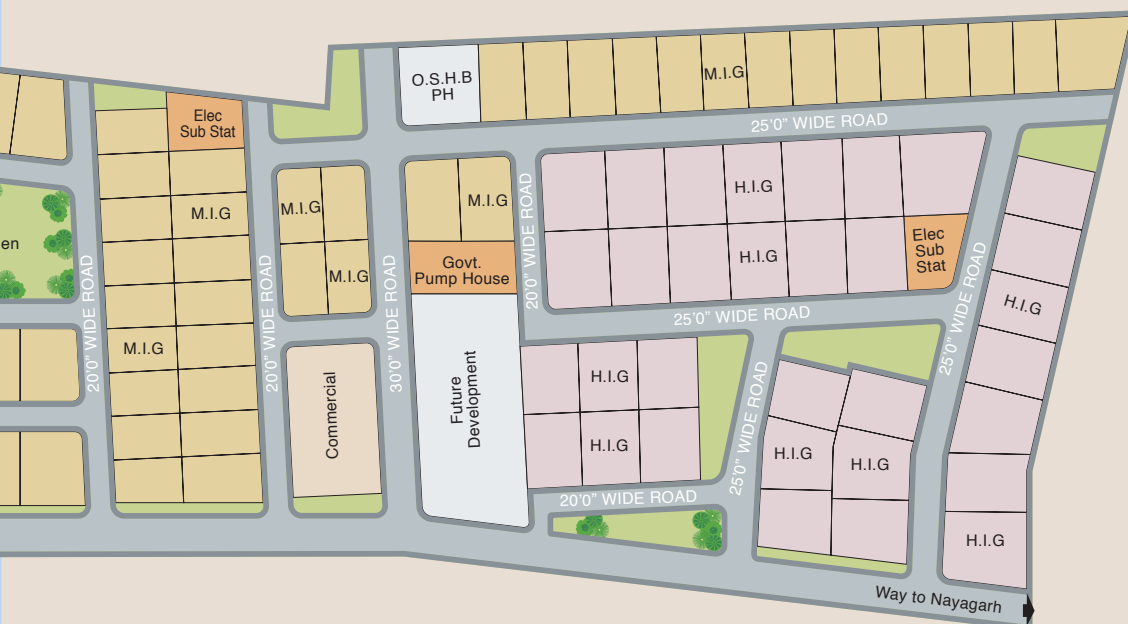 O.S.H.B
PH
M.I.G
25'0" WIDE ROAD
Elec
Sub Stat
M.I.G
M.I.G
20'0" WIDE ROAD
20'0" WIDE ROAD
M.I.G
M.I.G
Commercial
30'0" WIDE ROAD
M.I.G
Govt.
Pump House
Future
Development
20'0" WIDE ROAD
H.I.G
H.I.G
Elec
Sub
Stat
25'0" WIDE ROAD
H.I.G
H.I.G
20'0" WIDE ROAD
25'0" WIDE ROAD
H.I.G
H.I.G
25'0" WIDE ROAD
H.I.G
H.I.G
Way to Nayagarh
en